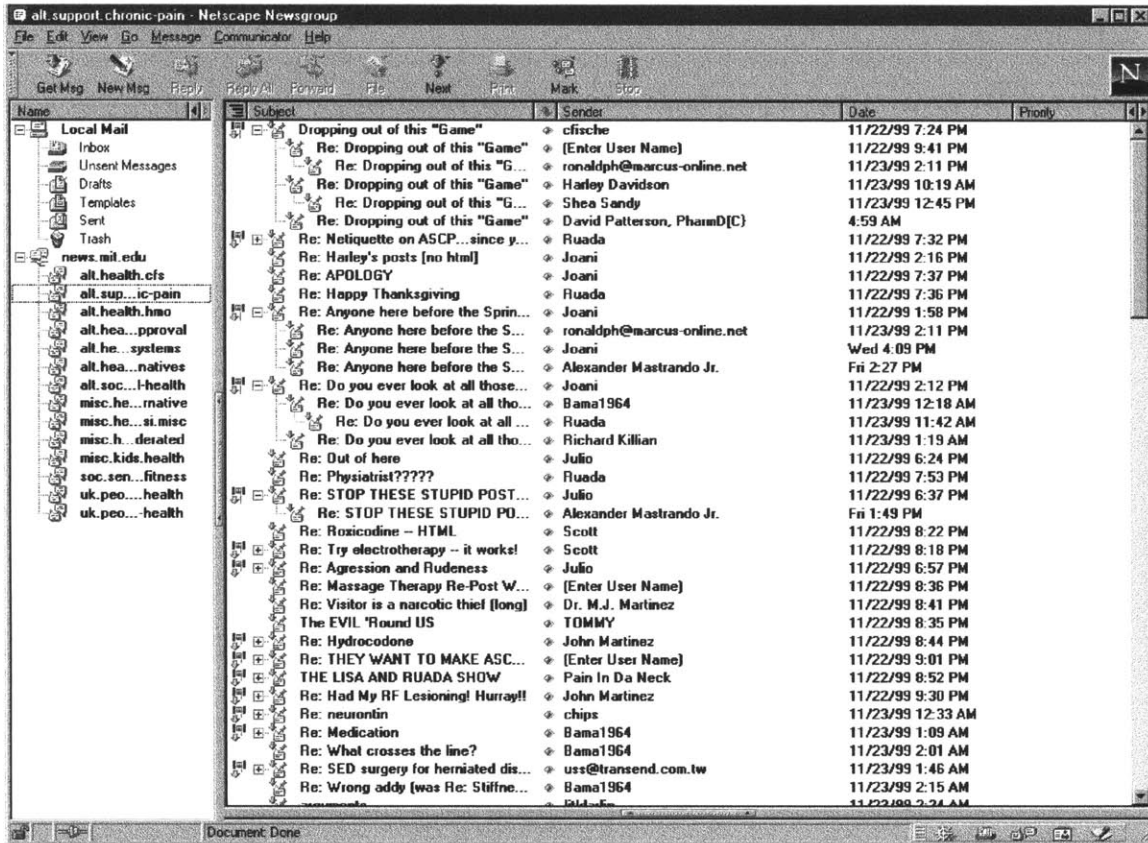 alt.support.chronic-pain - Netscape Newsgroup
File Edit View Go Message Communicator Help
Get Msg New Msg Reply Reply All Forward File Next Print Mark Stop
N
Name Subject Sender Date Priority
Local Mail
Inbox
Unsent Messages
Drafts
Templates
Sent
Trash
news.mit.edu
alt.health.cfs
alt.sup...ic-pain
alt.health.hmo
alt.hea...pproval
alt.he...systems
alt.hea...natives
alt.soc...l-health
misc.he...rnative
misc.he...si.misc
misc.h...derated
misc.kids.health
soc.sen...fitness
uk.peo....health
uk.peo...-health
Dropping out of this "Game" cfische 11/22/99 7:24 PM
Re: Dropping out of this "Game" (Enter User Name) 11/22/99 9:41 PM
Re: Dropping out of this "G... ronaldph@marcus-online.net 11/23/99 2:11 PM
Re: Dropping out of this "Game" Harley Davidson 11/23/99 10:19 AM
Re: Dropping out of this "G... Shea Sandy 11/23/99 12:45 PM
Re: Dropping out of this "Game" David Patterson, PharmD[C} 4:59 AM
Re: Netiquette on ASCP...since y... Ruada 11/22/99 7:32 PM
Re: Harley's posts [no html] Joani 11/22/99 2:16 PM
Re: APOLOGY Joani 11/22/99 7:37 PM
Re: Happy Thanksgiving Ruada 11/22/99 7:36 PM
Re: Anyone here before the Sprin... Joani 11/22/99 1:58 PM
Re: Anyone here before the S... ronaldph@marcus-online.net 11/23/99 2:11 PM
Re: Anyone here before the S... Joani Wed 4:09 PM
Re: Anyone here before the S... Alexander Mastrando Jr. Fri 2:27 PM
Re: Do you ever look at all those... Joani 11/22/99 2:12 PM
Re: Do you ever look at all tho... Bama1964 11/23/99 12:18 AM
Re: Do you ever look at all ... Ruada 11/23/99 11:42 AM
Re: Do you ever look at all tho... Richard Killian 11/23/99 1:19 AM
Re: Out of here Julio 11/22/99 6:24 PM
Re: Physiatrist????? Ruada 11/22/99 7:53 PM
Re: STOP THESE STUPID POST... Julio 11/22/99 6:37 PM
Re: STOP THESE STUPID PO... Alexander Mastrando Jr. Fri 1:49 PM
Re: Roxicodine -- HTML Scott 11/22/99 8:22 PM
Re: Try electrotherapy -- it works! Scott 11/22/99 8:18 PM
Re: Agression and Rudeness Julio 11/22/99 6:57 PM
Re: Massage Therapy Re-Post W... (Enter User Name) 11/22/99 8:36 PM
Re: Visitor is a narcotic thief (long) Dr. M.J. Martinez 11/22/99 8:41 PM
The EVIL 'Round US TOMMY 11/22/99 8:35 PM
Re: Hydrocodone John Martinez 11/22/99 8:44 PM
Re: THEY WANT TO MAKE ASC... (Enter User Name) 11/22/99 9:01 PM
THE LISA AND RUADA SHOW Pain In Da Neck 11/22/99 8:52 PM
Re: Had My RF Lesioning! Hurray!! John Martinez 11/22/99 9:30 PM
Re: neurontin chips 11/23/99 12:33 AM
Re: Medication Bama1964 11/23/99 1:09 AM
Re: What crosses the line? Bama1964 11/23/99 2:01 AM
Re: SED surgery for herniated dis... uss@transend.com.tw 11/23/99 1:46 AM
Re: Wrong addy (was Re: Stiffne... Bama1964 11/23/99 2:15 AM
Document: Done